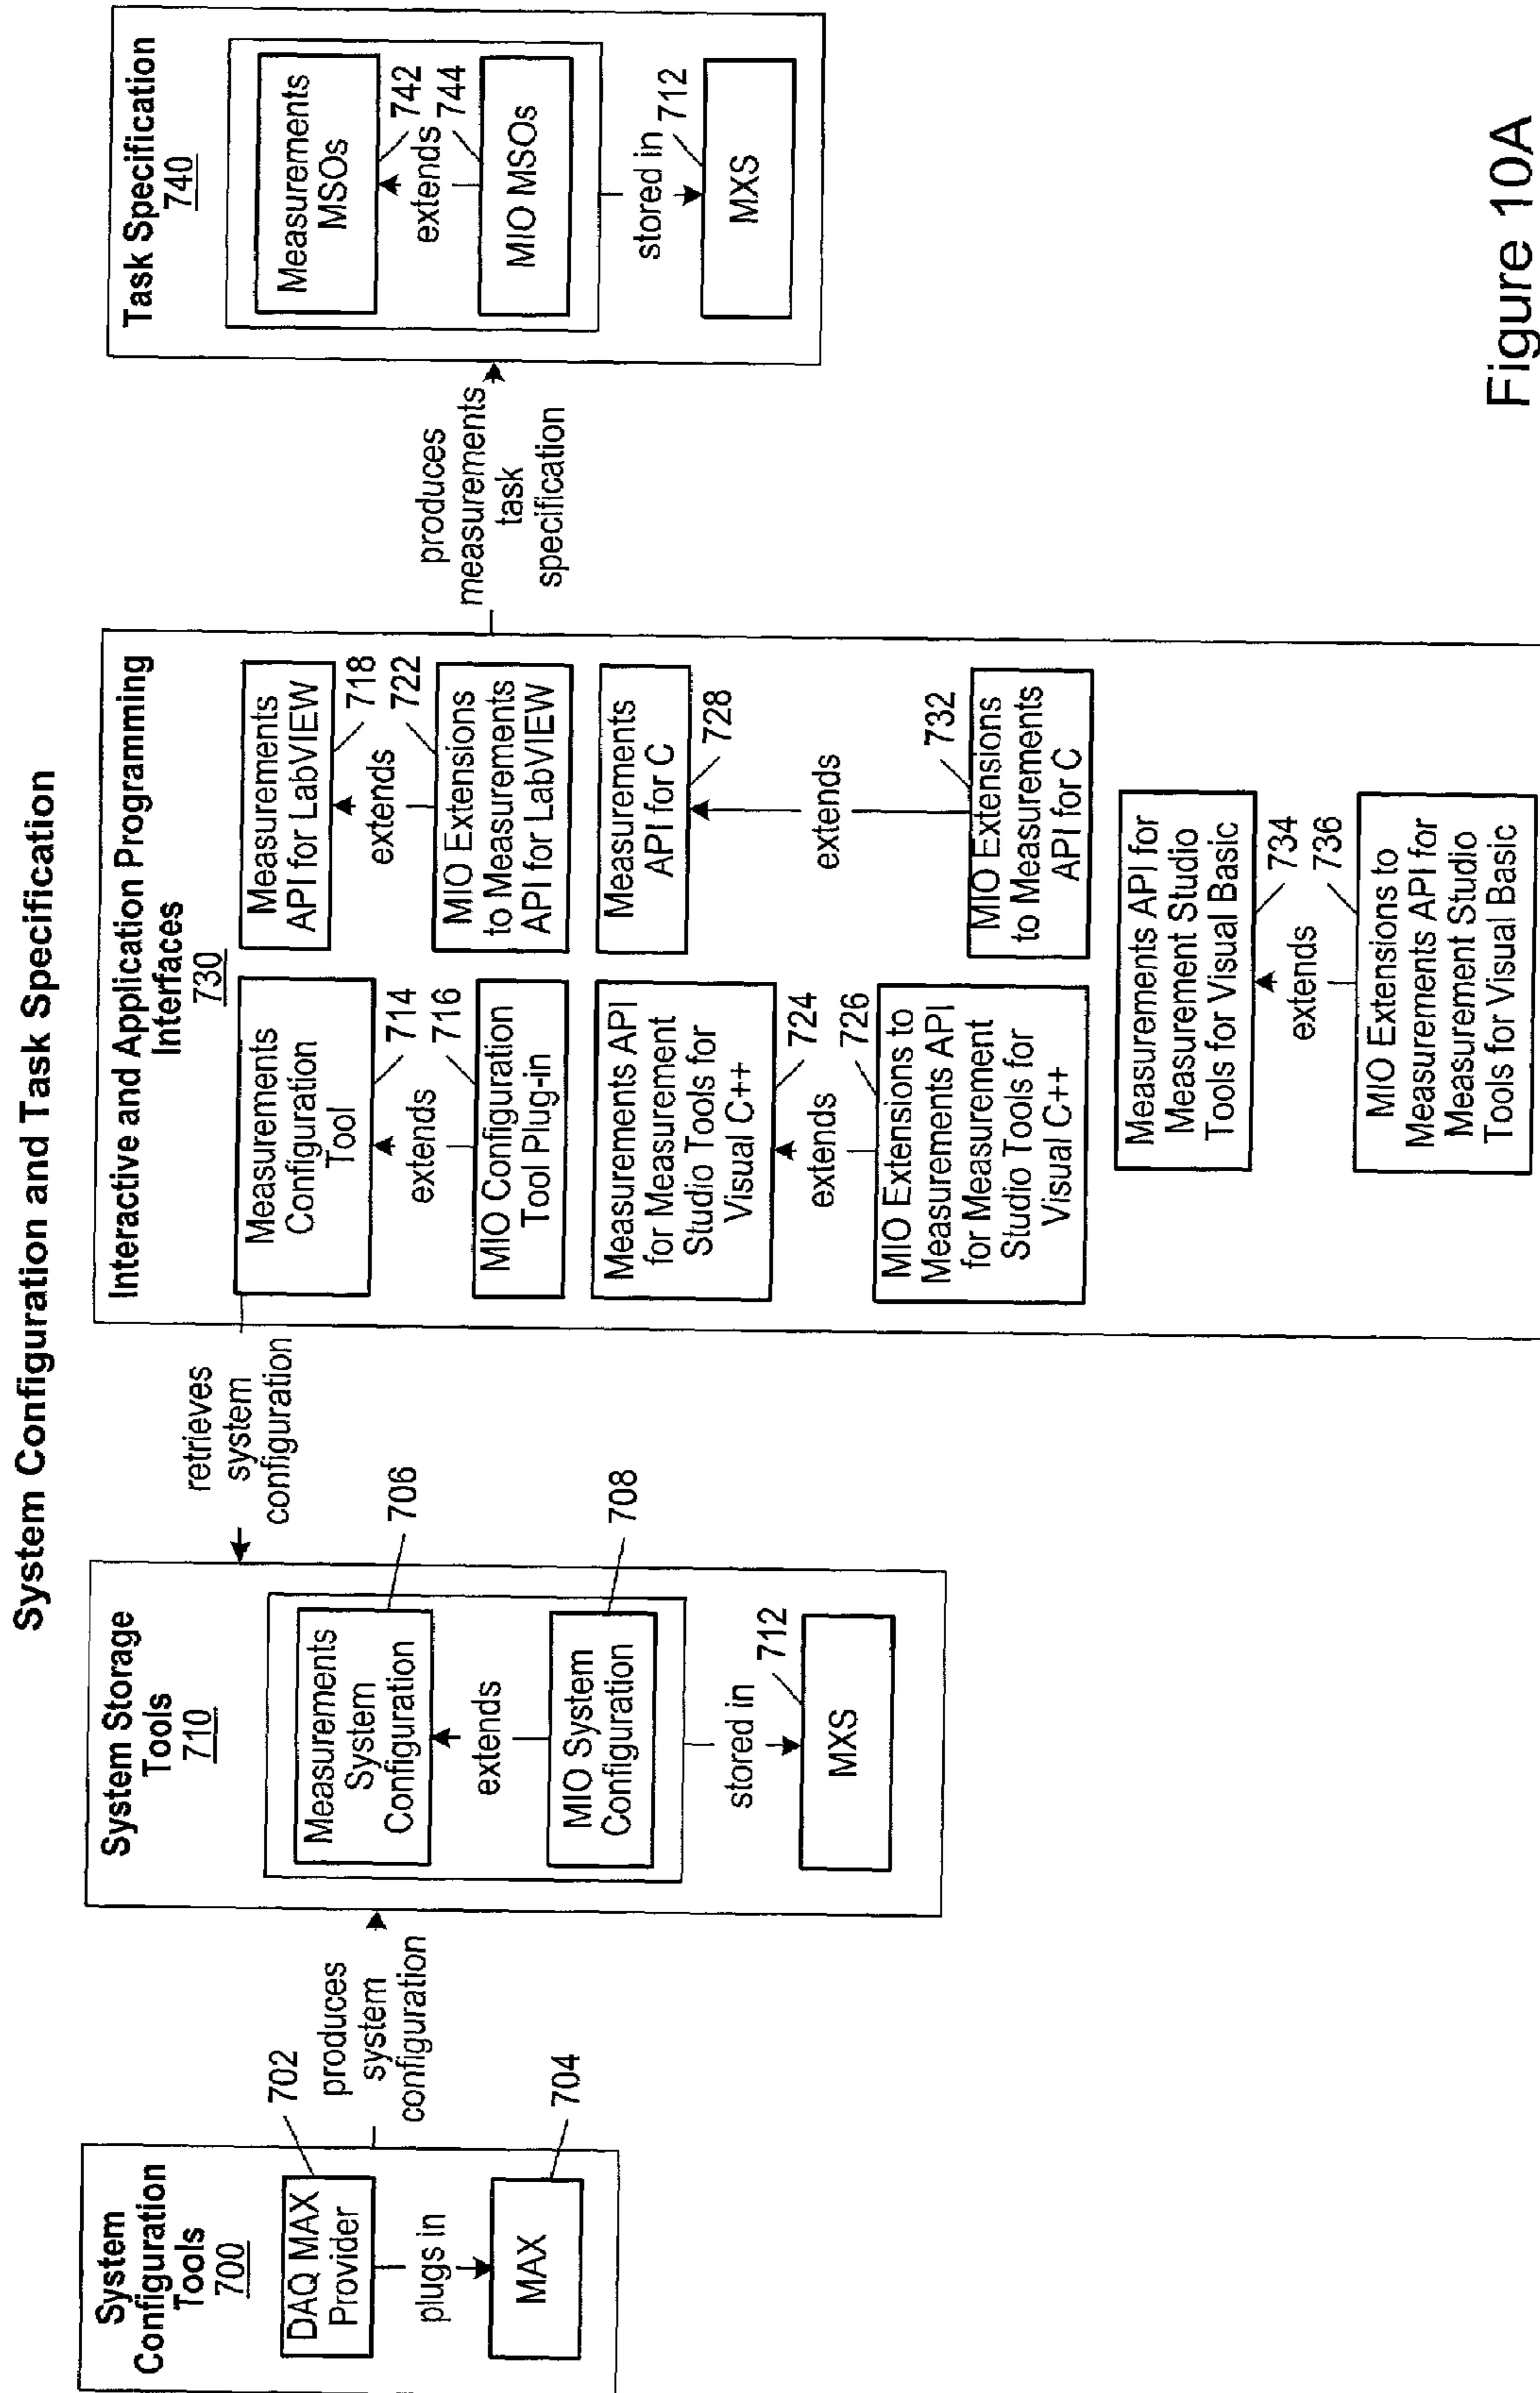 System Configuration and Task Specification
System
Configuration
Tools
700
DAQ MAX
Provider
702
plugs in
MAX
704
produces
system
configuration
System Storage
Tools
710
Measurements
System
Configuration
706
extends
MIO System
Configuration
708
stored in
712
MXS
retrieves
system
configuration
Interactive and Application Programming
Interfaces
730
Measurements
Configuration
Tool
714
extends
716
MIO Configuration
Tool Plug-in
Measurements
API for LabVIEW
718
extends
722
MIO Extensions
to Measurements
API for LabVIEW
Measurements API
for Measurement
Studio Tools for
Visual C++
724
extends
726
MIO Extensions to
Measurements API
for Measurement
Studio Tools for
Visual C++
Measurements
API for C
728
extends
732
MIO Extensions
to Measurements
API for C
Measurements API for
Measurement Studio
Tools for Visual Basic
734
extends
736
MIO Extensions to
Measurements API for
Measurement Studio
Tools for Visual Basic
produces
measurements
task
specification
Task Specification
740
Measurements
MSOs
742
extends
744
MIO MSOs
stored in
712
MXS
Figure 10A